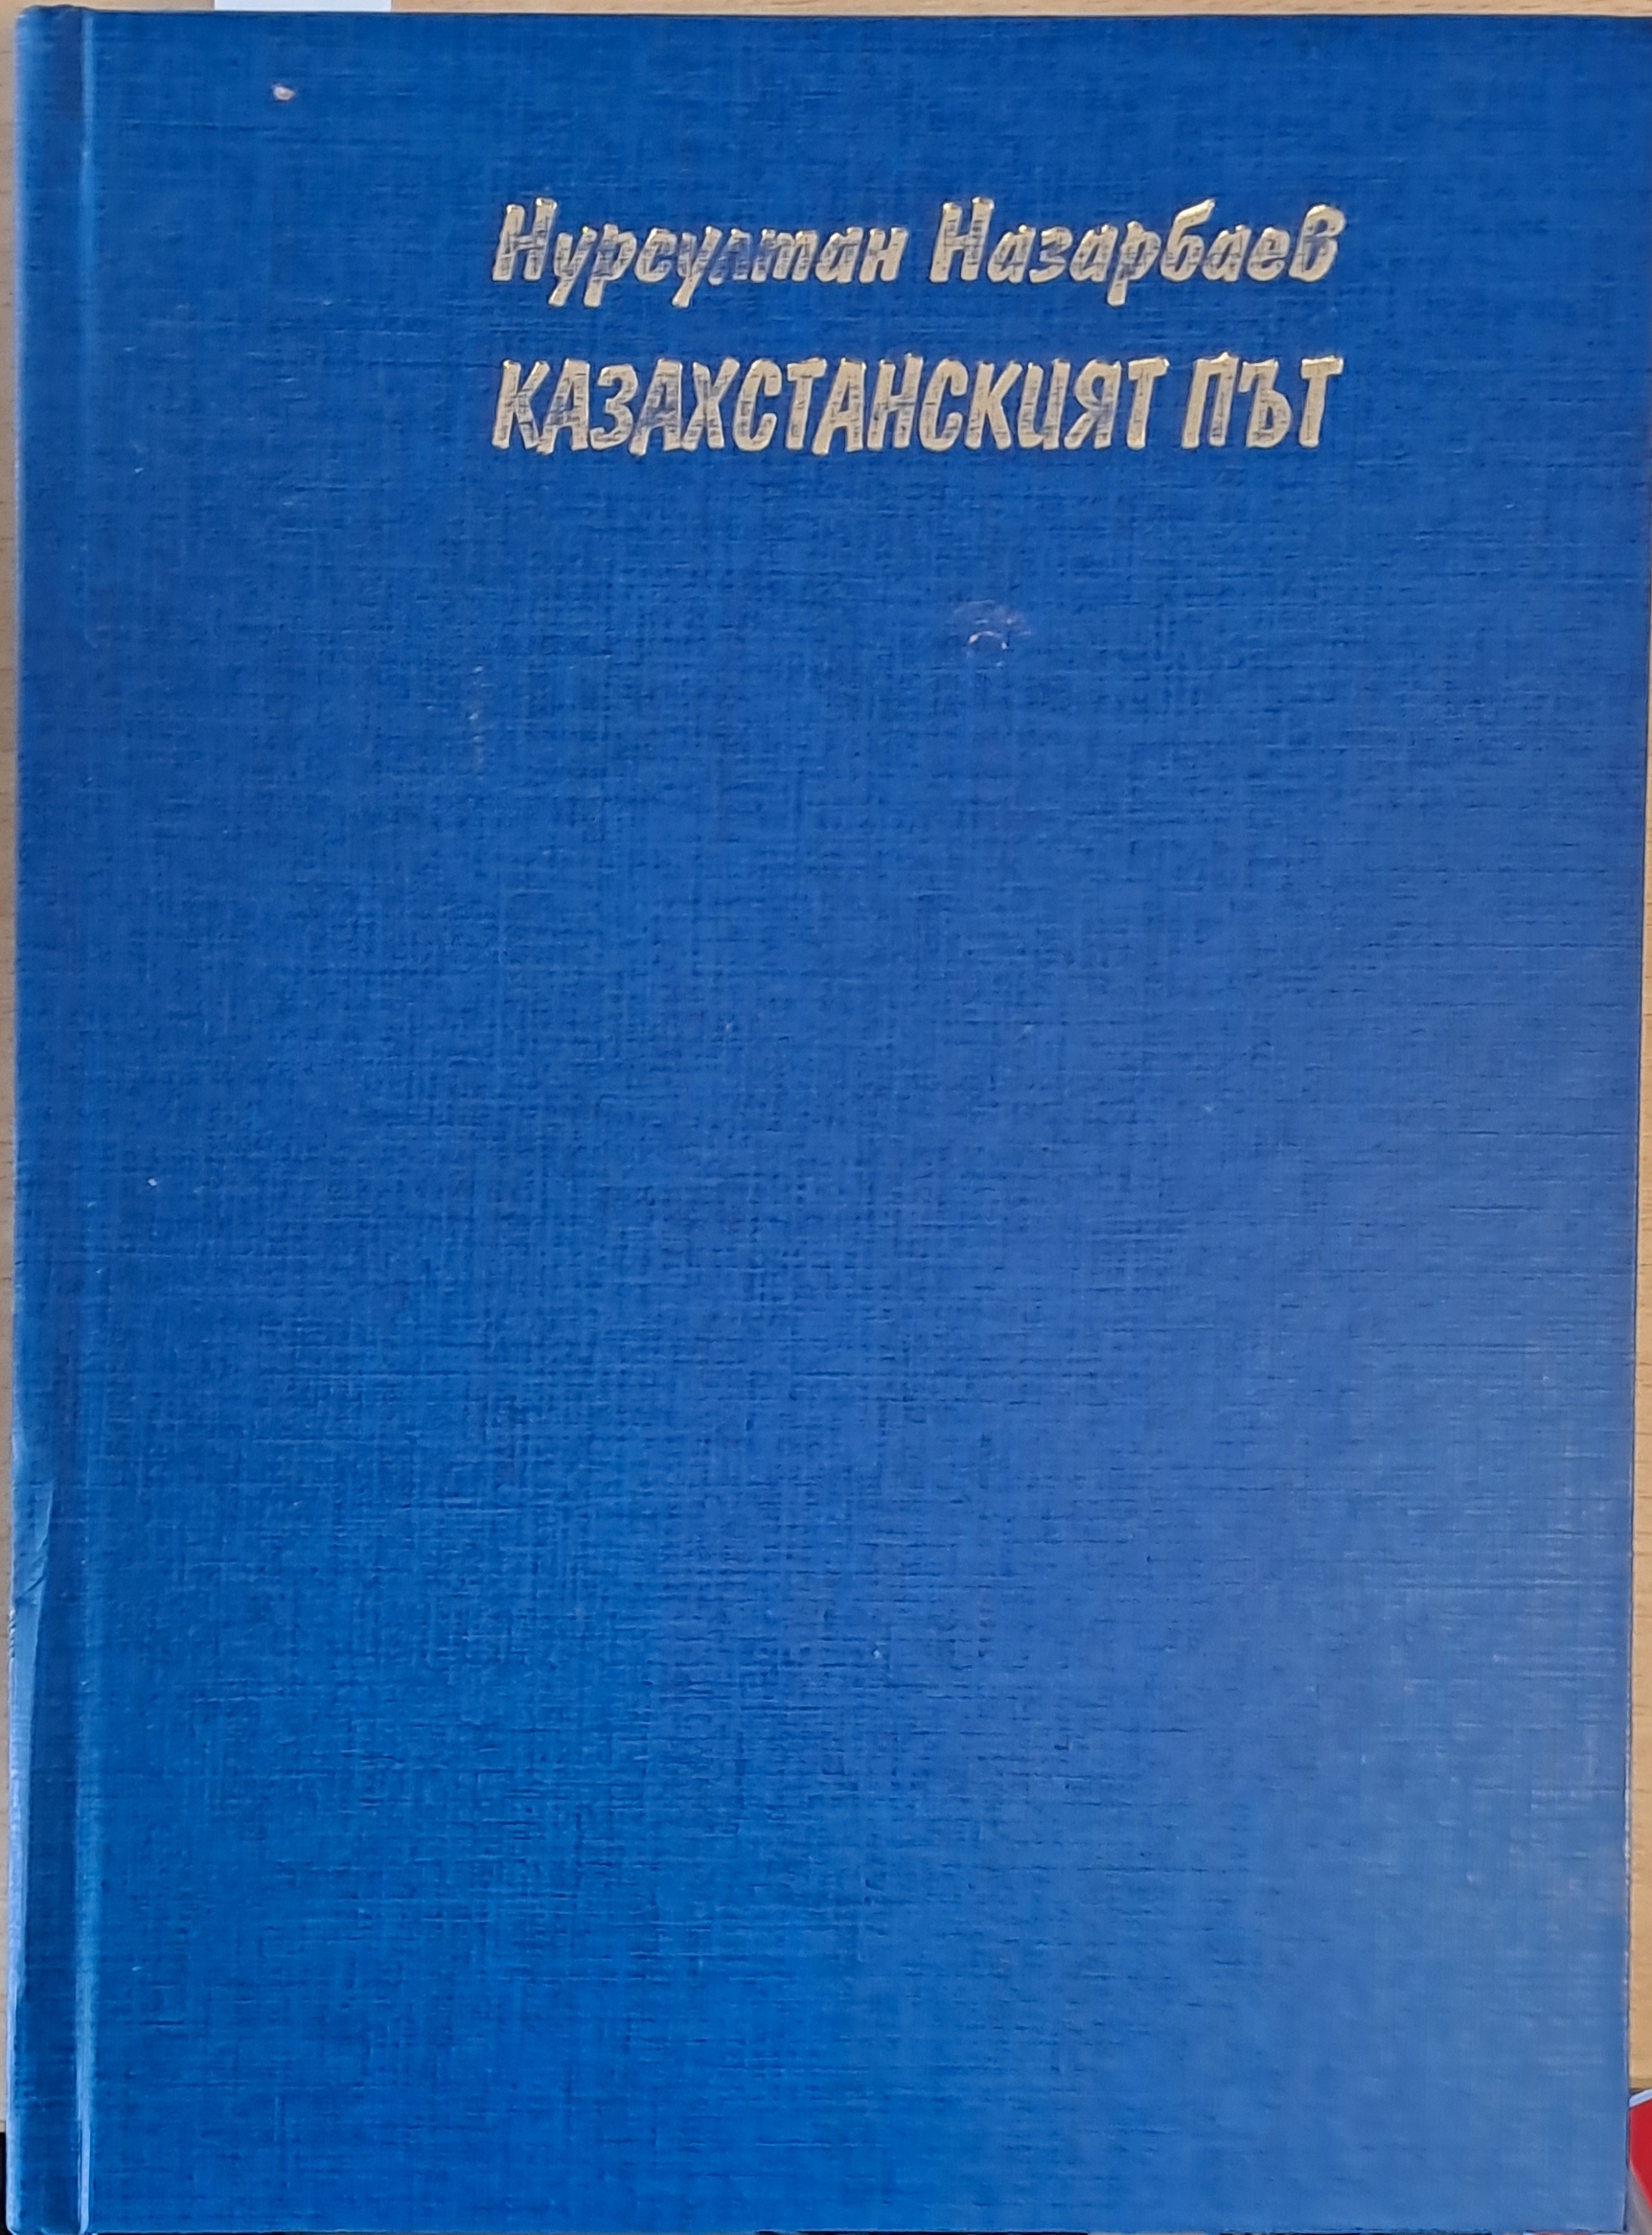 Нурсултан Назарбаев
КАЗАХСТАНСКИЯТ ПЪТ